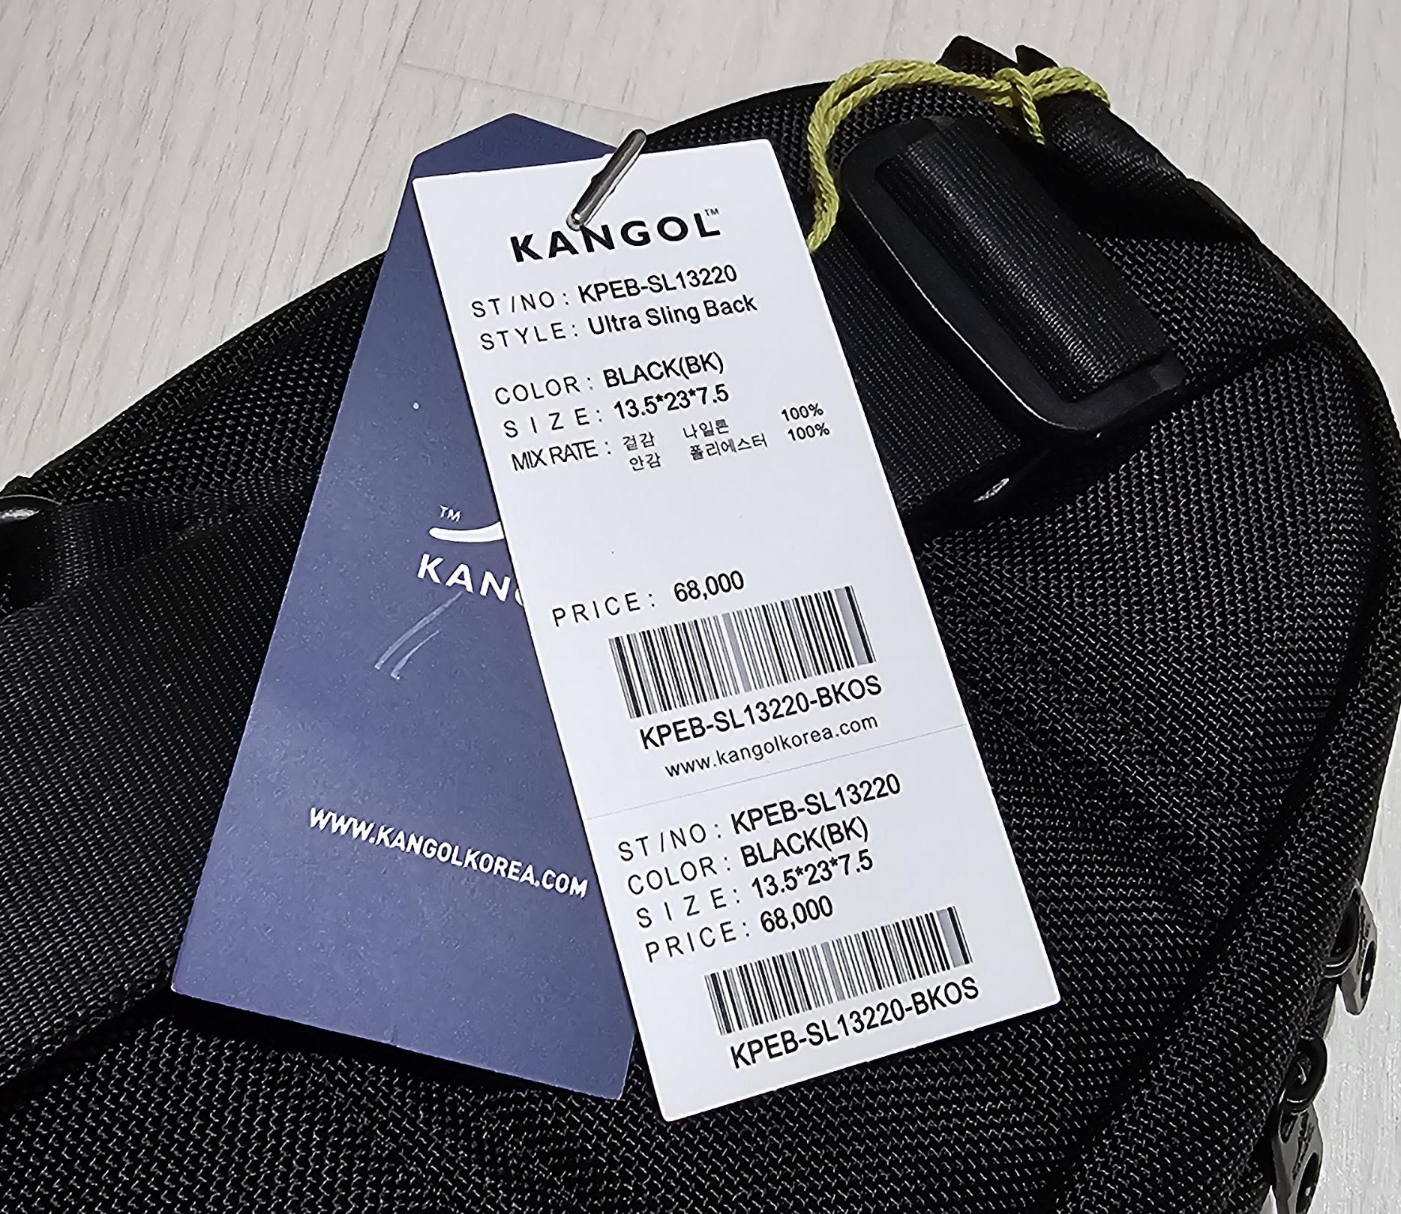 KANGOL™
ST/NO: KPEB-SL13220
STYLE: Ultra Sling Back
COLOR: BLACK(BK)
SIZE: 13.5*23*7.5
MIX RATE: 겉감 나일론 100%
안감 폴리에스터 100%
PRICE: 68,000
KPEB-SL13220-BKOS
www.kangolkorea.com
ST/NO: KPEB-SL13220
COLOR: BLACK(BK)
SIZE: 13.5*23*7.5
PRICE: 68,000
KPEB-SL13220-BKOS
TM
WWW.KANGOLKOREA.COM